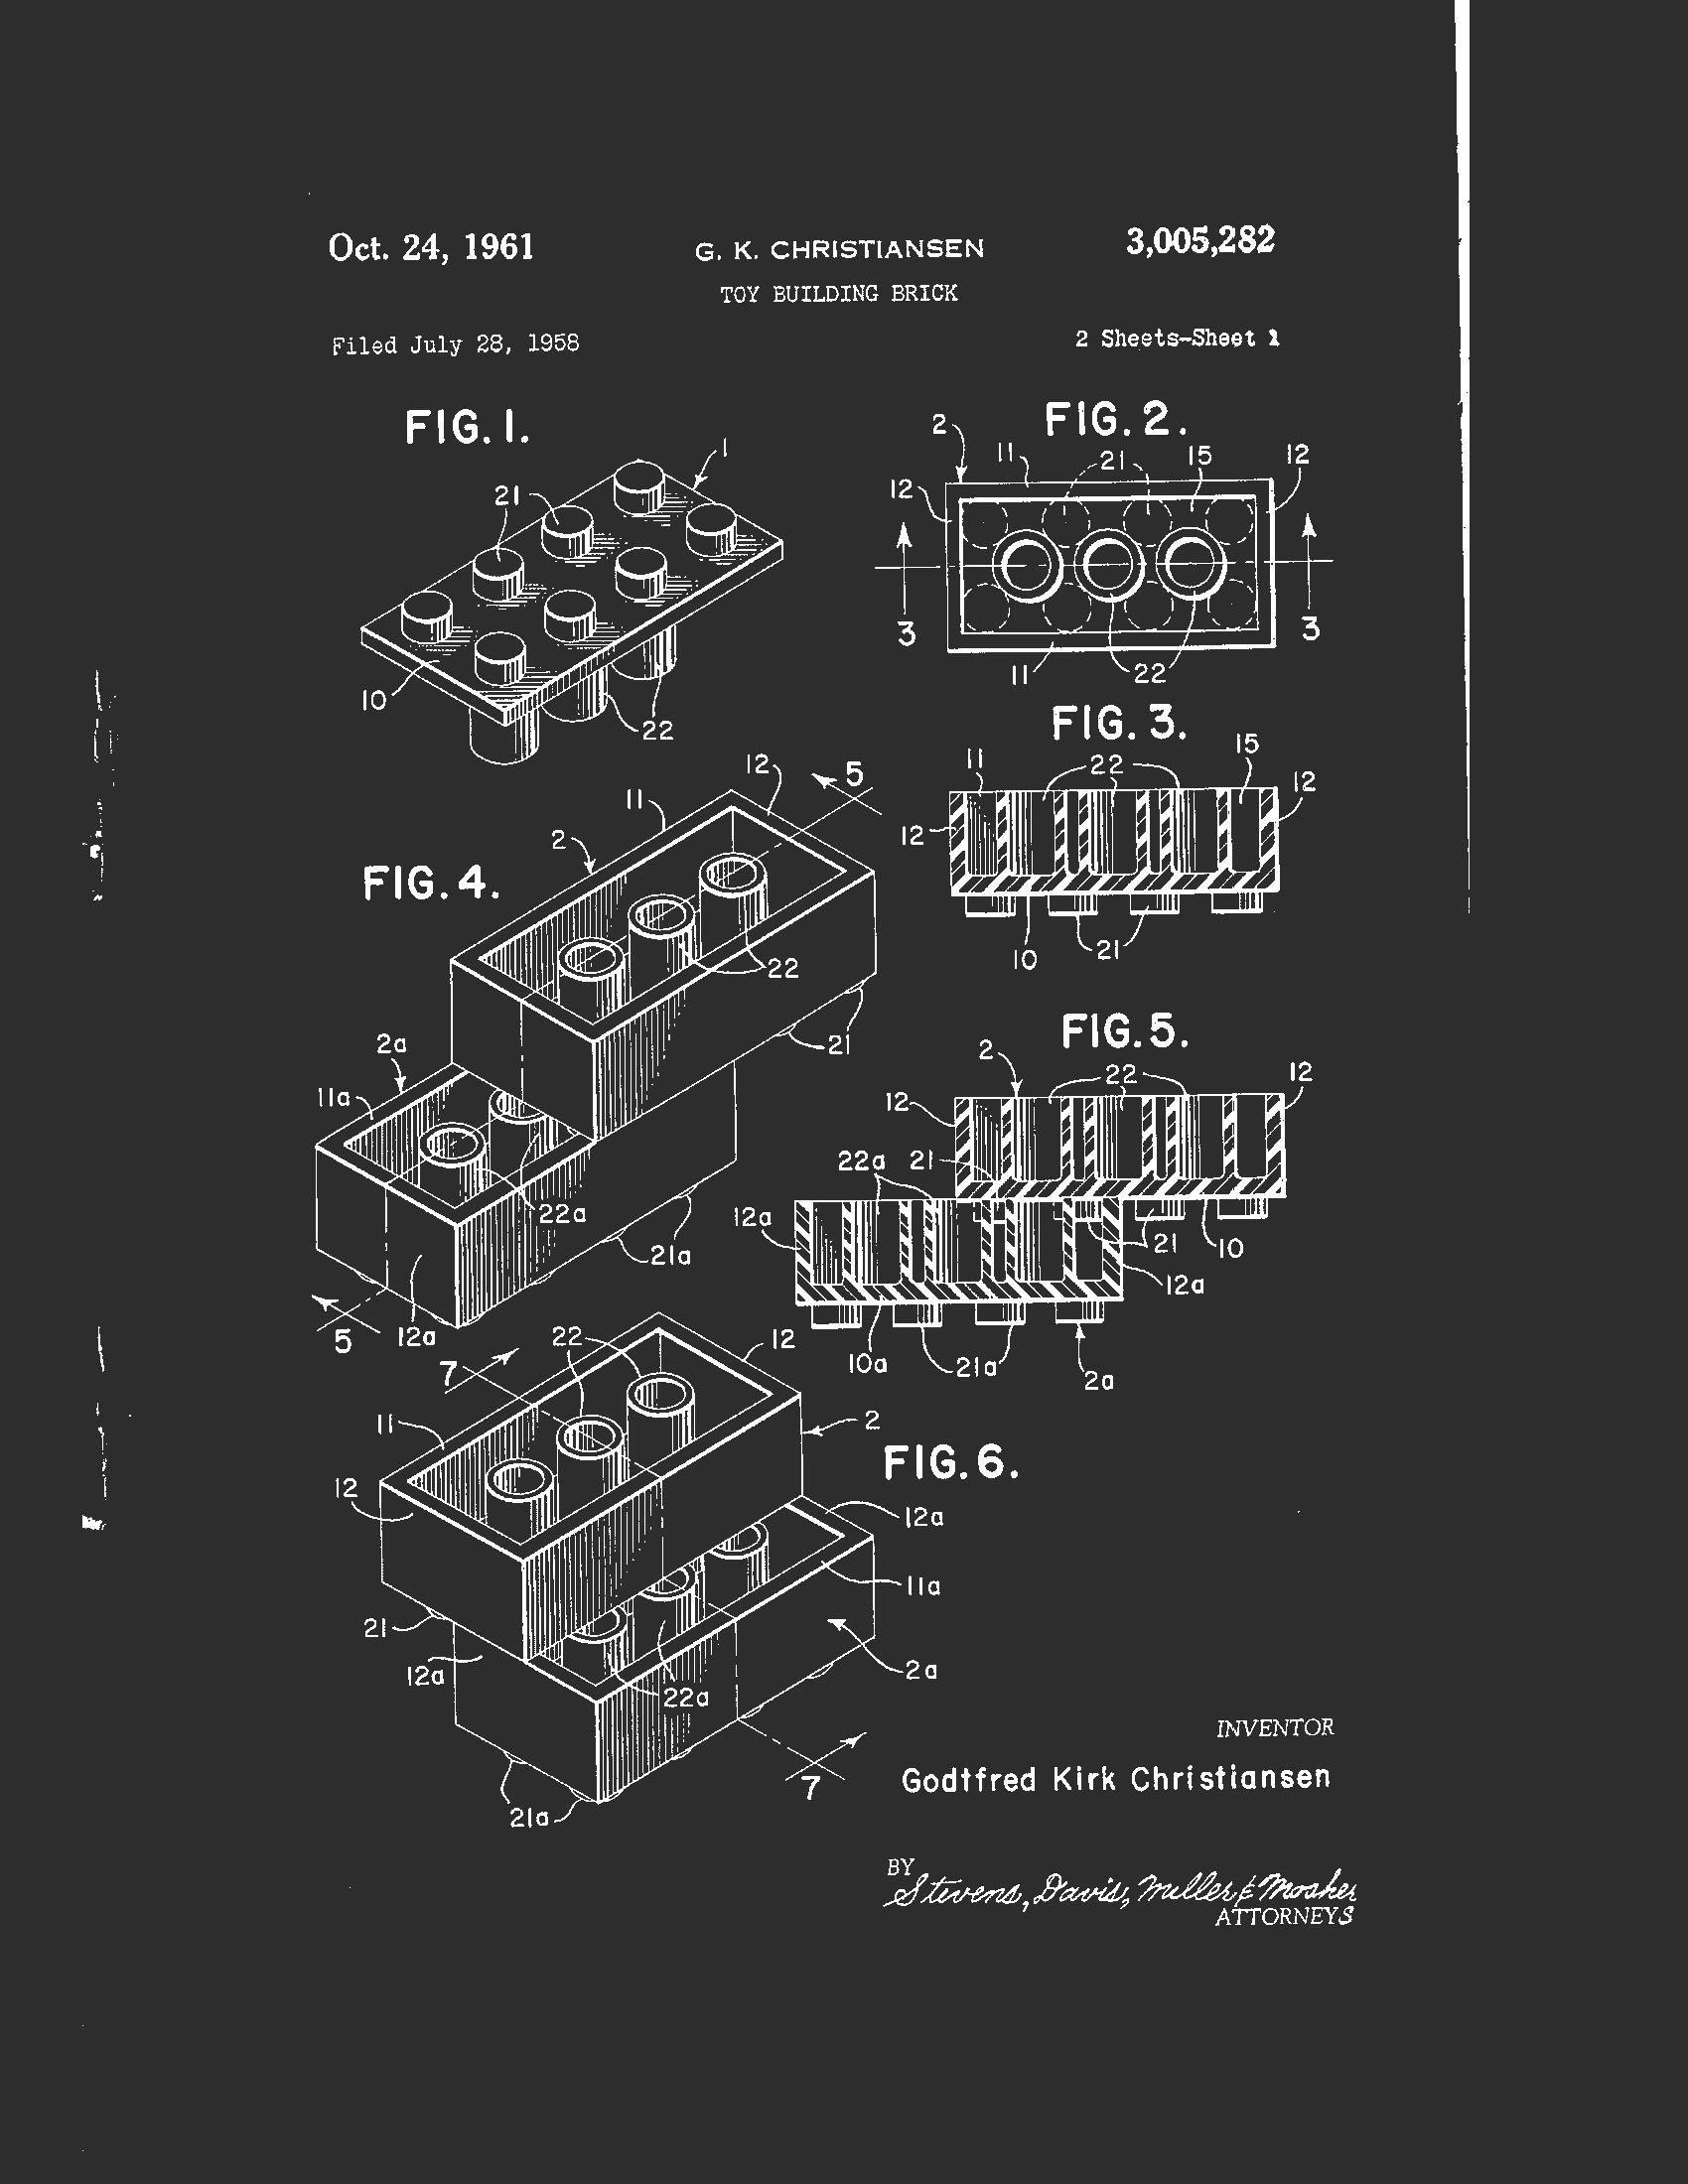 Oct. 24, 1961
G. K. CHRISTIANSEN
3,005,282
TOY BUILDING BRICK
Filed July 28, 1958
2 Sheets-Sheet 1
FIG. 1.
1
21
10
22
FIG. 2.
2
11
21
15
12
12
3
3
11
22
FIG. 3.
11
22
15
12
12
10
21
FIG. 4.
12
5
11
2
22
21
2a
11a
22a
21a
12a
5
FIG. 5.
2
22
12
12
22a
21
12a
21
10
12a
10a
21a
2a
FIG. 6.
22
12
7
11
2
12
12a
11a
21
12a
2a
22a
7
21a
INVENTOR
Godtfred Kirk Christiansen
BY
Stevens, Davis, Miller & Mosher
ATTORNEYS